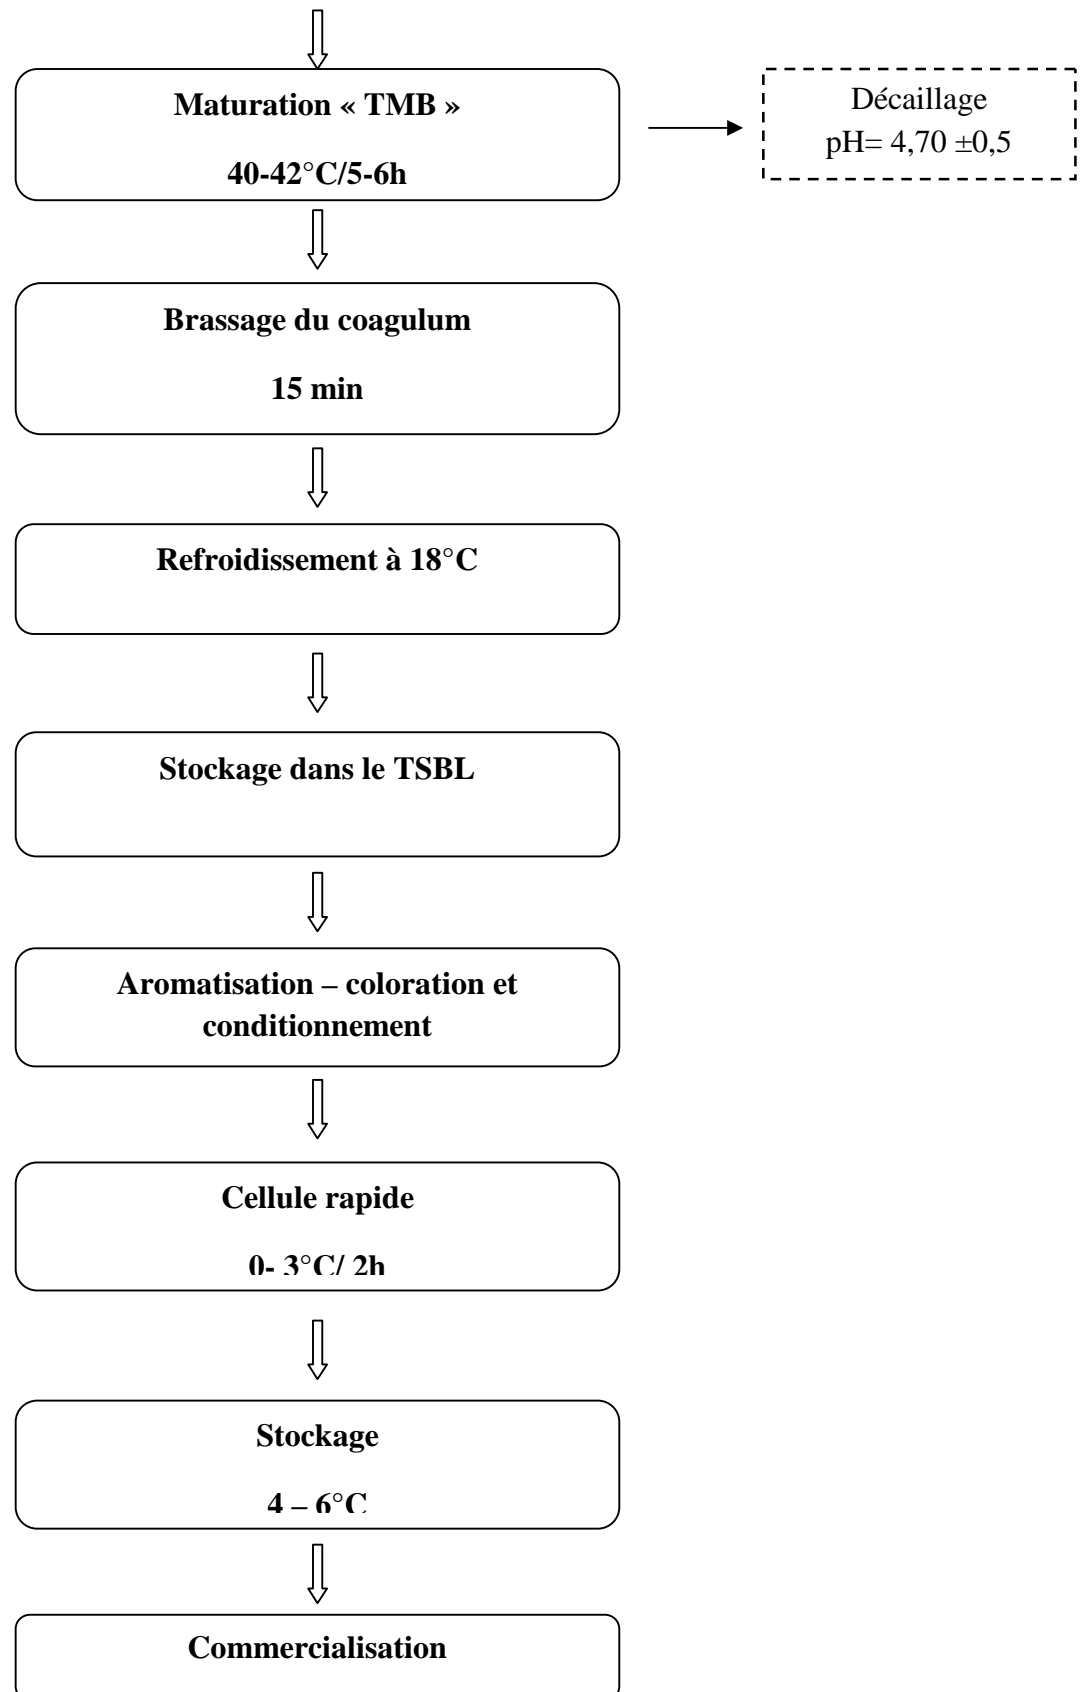 Maturation « TMB »
40-42°C/5-6h
Décaillage
pH= 4,70 ±0,5
Brassage du coagulum
15 min
Refroidissement à 18°C
Stockage dans le TSBL
Aromatisation – coloration et
conditionnement
Cellule rapide
0- 3°C/ 2h
Stockage
4 – 6°C
Commercialisation